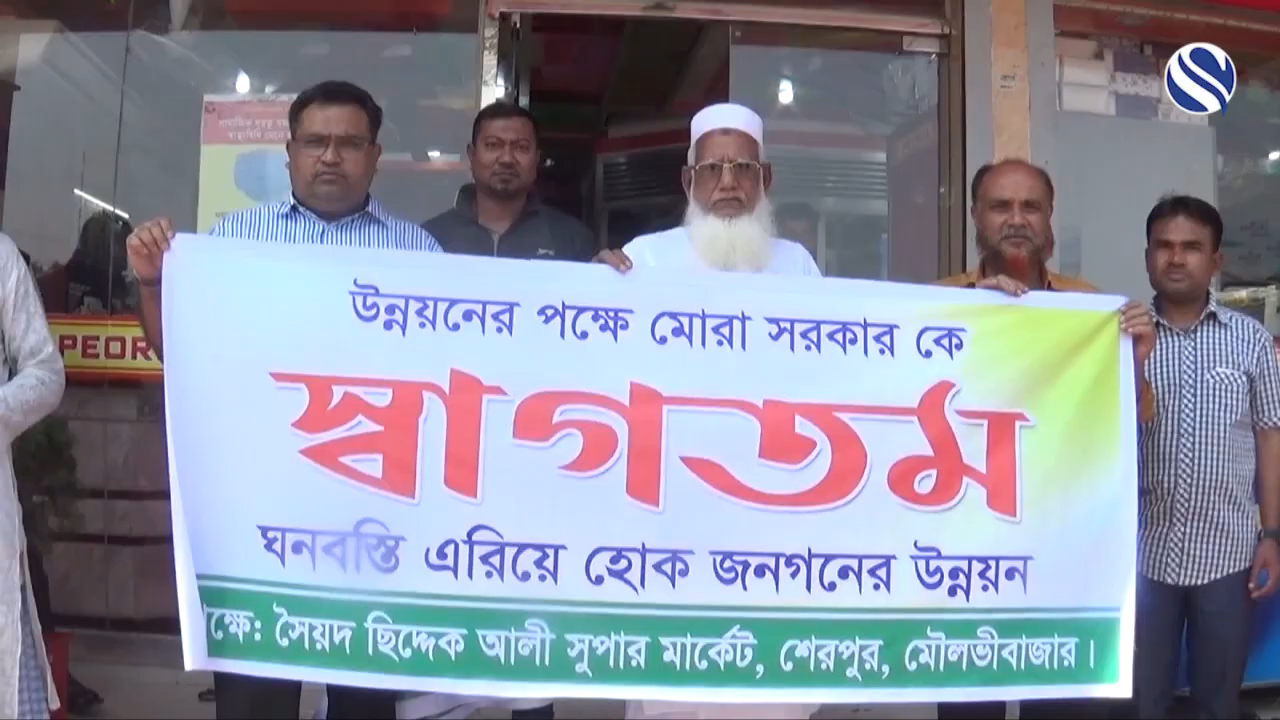 উন্নয়নের পক্ষে মোরা সরকার কে
স্বাগতম
ঘনবস্তি এরিয়ে হোক জনগনের উন্নয়ন
পক্ষে: সৈয়দ ছিদ্দেক আলী সুপার মার্কেট, শেরপুর, মৌলভীবাজার।
PEOR